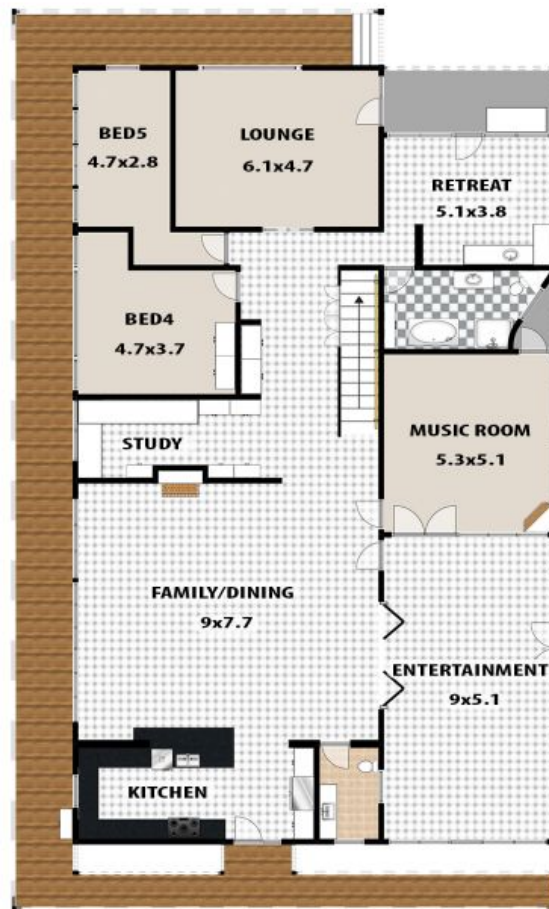 BED5
4.7x2.8
LOUNGE
6.1x4.7
RETREAT
5.1x3.8
BED4
4.7x3.7
MUSIC ROOM
5.3x5.1
STUDY
FAMILY/DINING
9x7.7
ENTERTAINMENT
9x5.1
KITCHEN